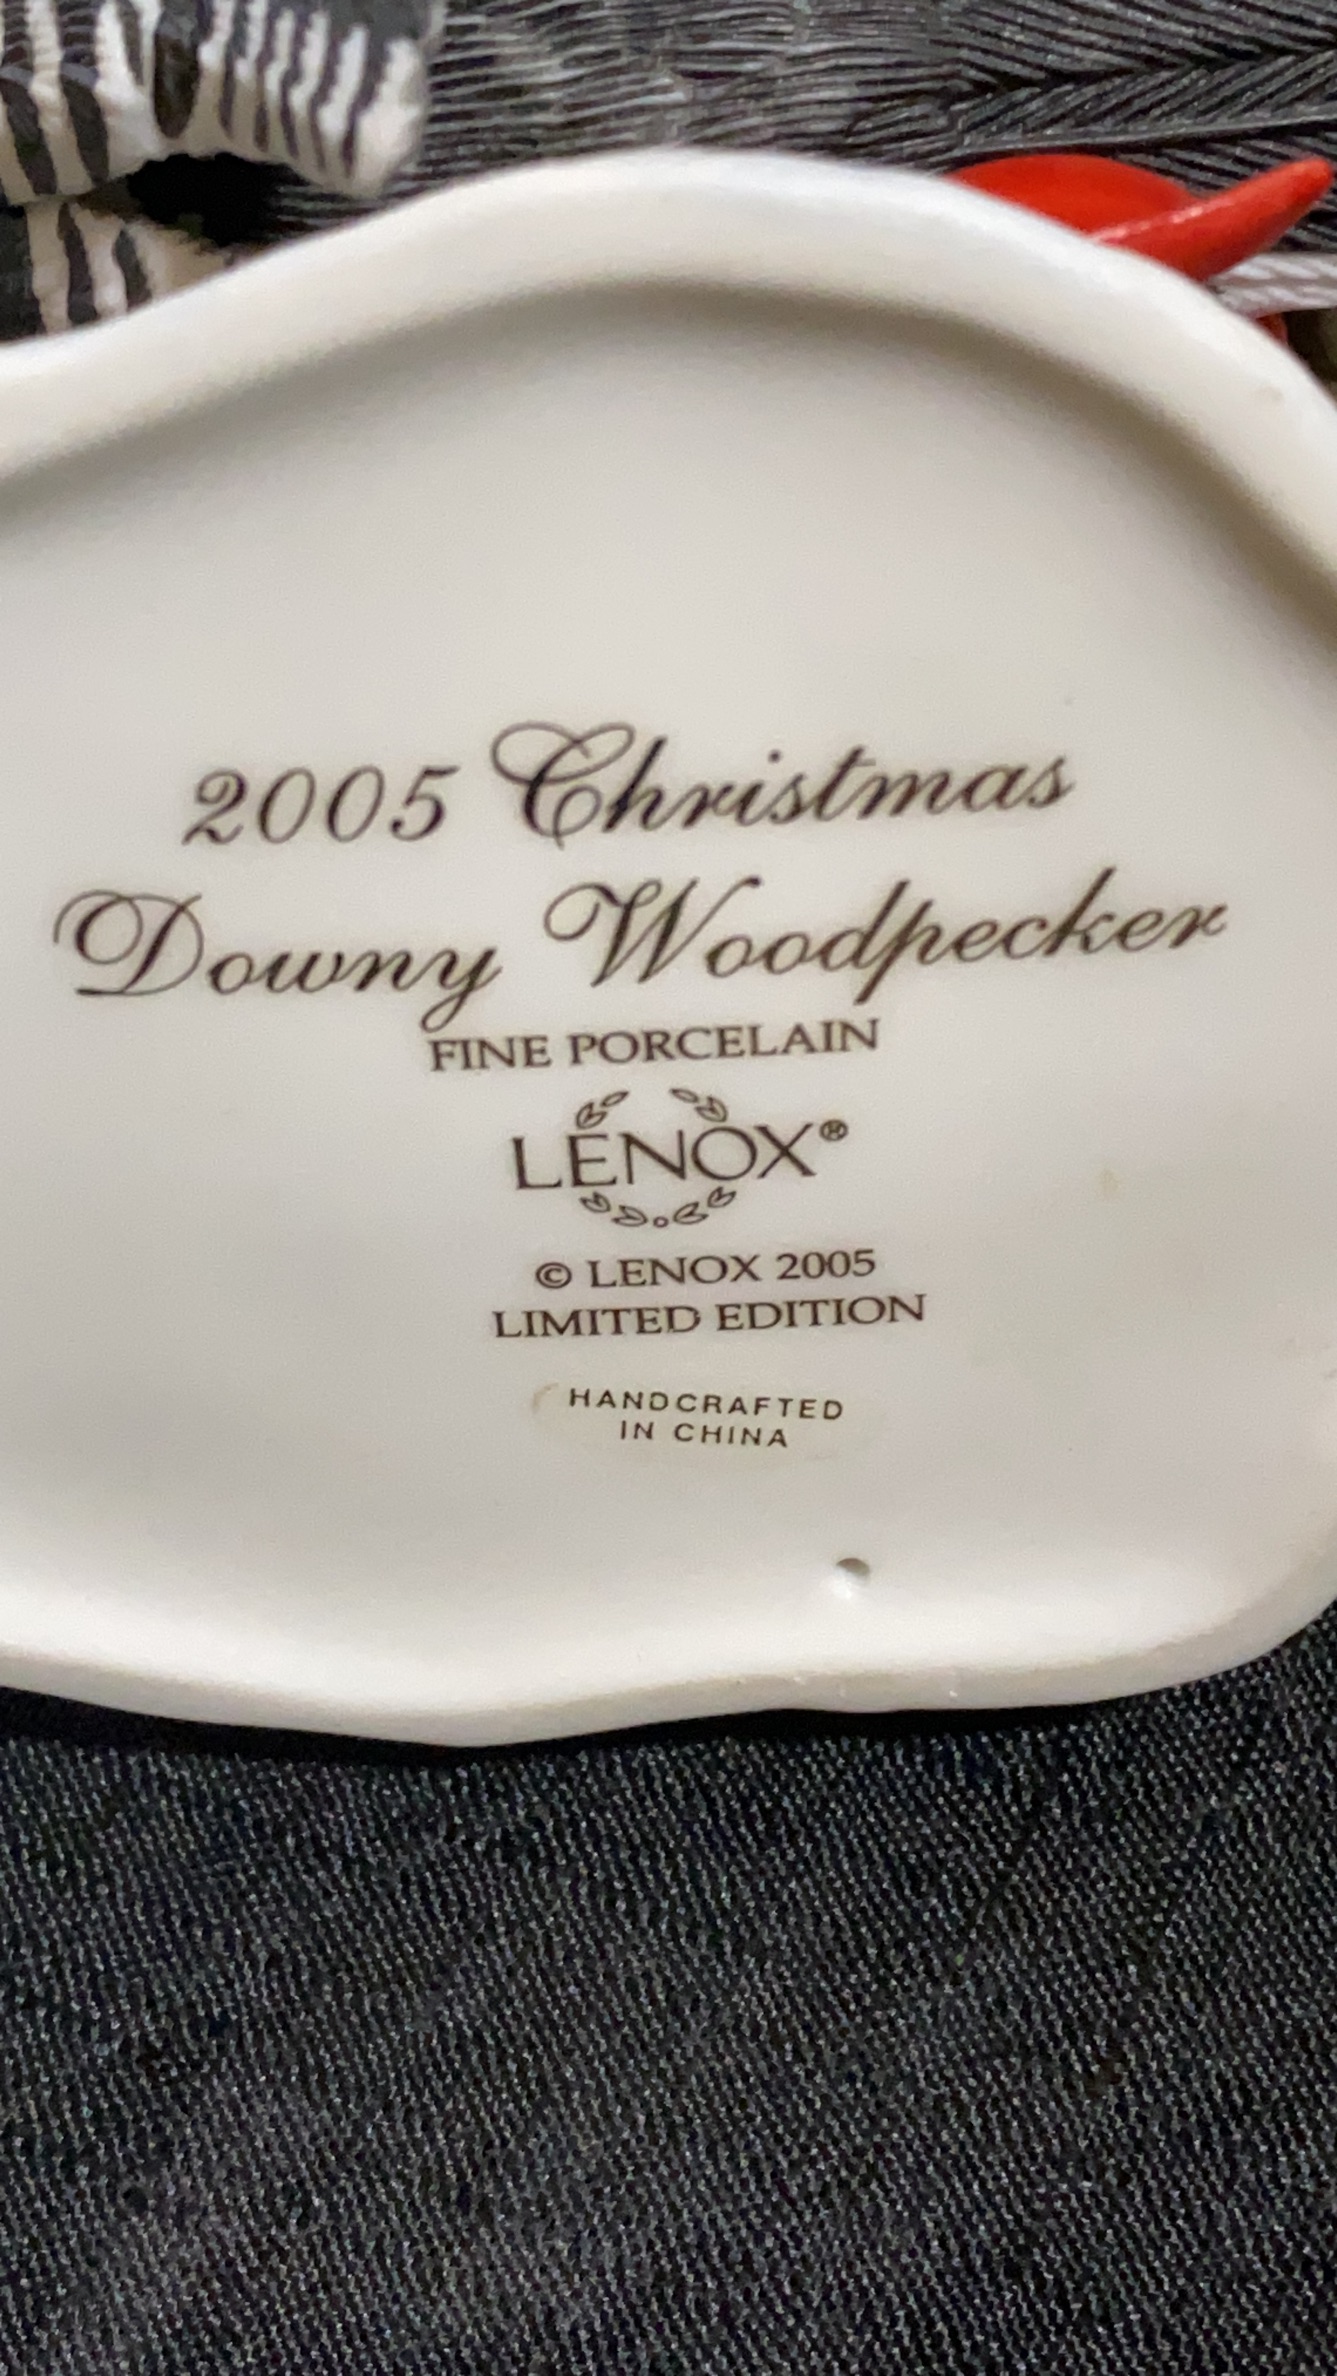 2005 Christmas
Downy Woodpecker
FINE PORCELAIN
LENOX®
© LENOX 2005
LIMITED EDITION
HANDCRAFTED
IN CHINA